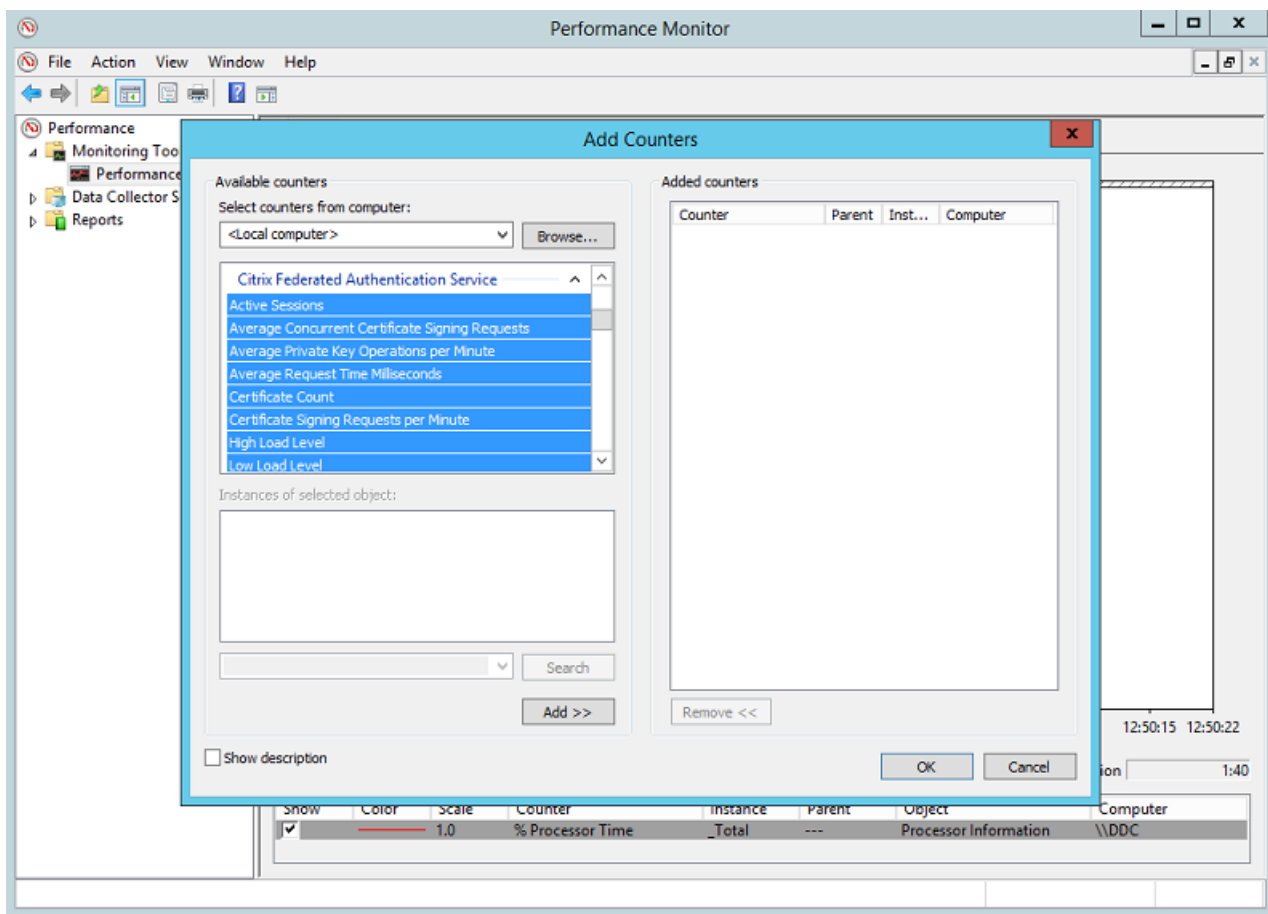 Performance Monitor
File Action View Window Help
Performance
Monitoring Too
Performance
Data Collector S
Reports
Add Counters
Available counters
Select counters from computer:
<Local computer>
Browse...
Citrix Federated Authentication Service
Active Sessions
Average Concurrent Certificate Signing Requests
Average Private Key Operations per Minute
Average Request Time Milliseconds
Certificate Count
Certificate Signing Requests per Minute
High Load Level
Low Load Level
Instances of selected object:
Search
Add >>
Show description
Added counters
Counter Parent Inst... Computer
Remove <<
OK Cancel
12:50:15 12:50:22
ion 1:40
Show Color Scale Counter Instance Parent Object Computer
1.0 % Processor Time _Total --- Processor Information \\DDC